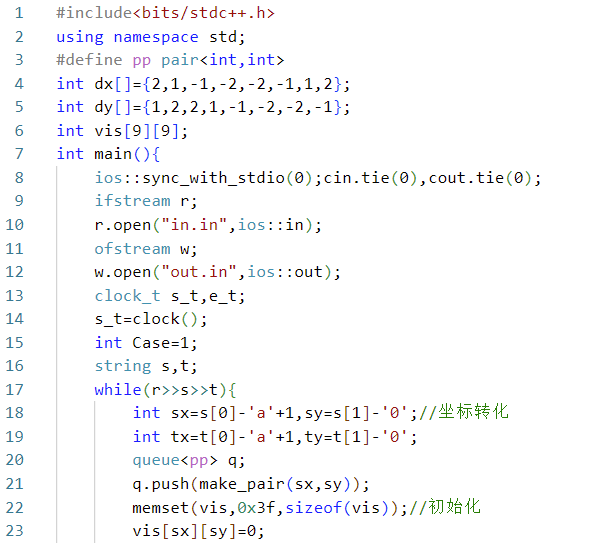 1 #include<bits/stdc++.h>
2 using namespace std;
3 #define pp pair<int,int>
4 int dx[]={2,1,-1,-2,-2,-1,1,2};
5 int dy[]={1,2,2,1,-1,-2,-2,-1};
6 int vis[9][9];
7 int main(){
8 ios::sync_with_stdio(0);cin.tie(0),cout.tie(0);
9 ifstream r;
10 r.open("in.in",ios::in);
11 ofstream w;
12 w.open("out.in",ios::out);
13 clock_t s_t,e_t;
14 s_t=clock();
15 int Case=1;
16 string s,t;
17 while(r>>s>>t){
18 int sx=s[0]-'a'+1,sy=s[1]-'0';//坐标转化
19 int tx=t[0]-'a'+1,ty=t[1]-'0';
20 queue<pp> q;
21 q.push(make_pair(sx,sy));
22 memset(vis,0x3f,sizeof(vis));//初始化
23 vis[sx][sy]=0;